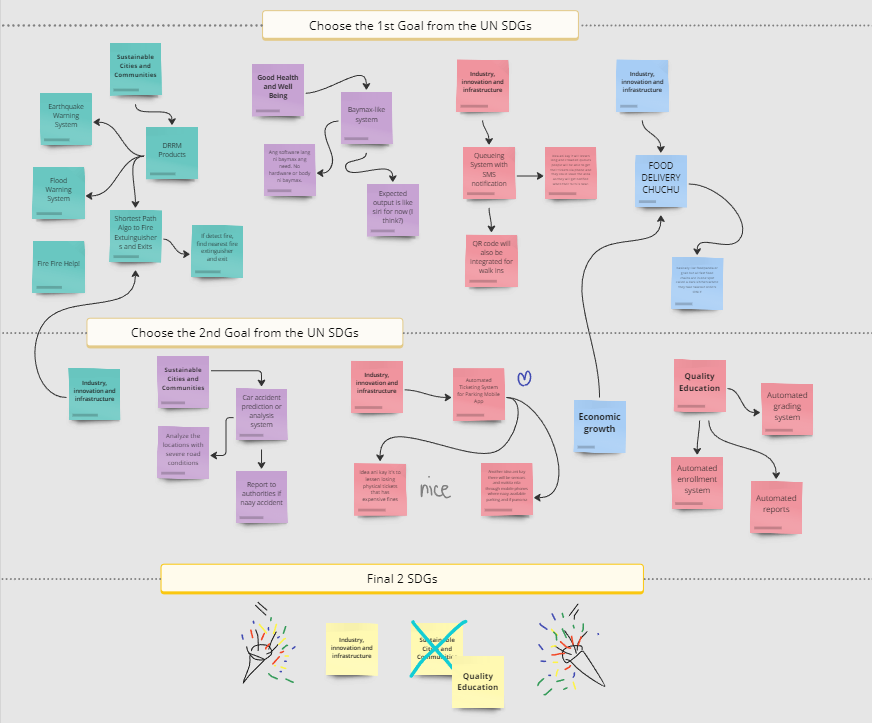 Choose the 1st Goal from the UN SDGs
Sustainable
Cities and
Communities
Earthquake
Warning
System
DRRM
Products
Flood
Warning
System
Shortest Path
Algo to Fire
Extuinguisher
s and Exits
If detect fire,
find nearest fire
extinguisher
and exit
Fire Fire Help!
Good Health
and Well
Being
Baymax-like
system
Ang software lang
ni baymax ang
need. No
hardware or body
ni baymax.
Expected
output is like
siri for now (I
think?)
Industry,
innovation and
infrastructure
Queueing
System with
SMS
notification
QR code will
also be
integrated for
walk ins
Industry,
innovation and
infrastructure
FOOD
DELIVERY
CHUCHU
Choose the 2nd Goal from the UN SDGs
Industry,
innovation and
infrastructure
Sustainable
Cities and
Communities
Car accident
prediction or
analysis
system
Analyze the
locations with
severe road
conditions
Report to
authorities if
naay accident
Industry,
innovation and
infrastructure
Automated
Ticketing System
for Parking Mobile
App
Idea ani kay it's to
lessen losing
physical tickets
that has
expensive fines
nice
Economic
growth
Quality
Education
Automated
grading
system
Automated
enrollment
system
Automated
reports
Final 2 SDGs
Industry,
innovation and
infrastructure
Sustainable
Cities and
Communities
Quality
Education